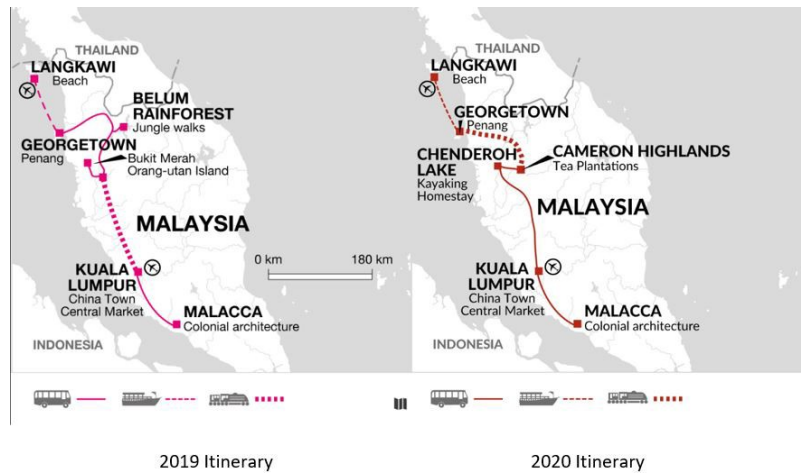 THAILAND
LANGKAWI
Beach
BELUM
RAINFOREST
Jungle walks
GEORGETOWN
Penang
Bukit Merah
Orang-utan Island
MALAYSIA
0 km 180 km
KUALA
LUMPUR
China Town
Central Market
MALACCA
Colonial architecture
INDONESIA
2019 Itinerary
THAILAND
LANGKAWI
Beach
GEORGETOWN
Penang
CHENDEROH
LAKE
Kayaking
Homestay
CAMERON HIGHLANDS
Tea Plantations
MALAYSIA
KUALA
LUMPUR
China Town
Central Market
MALACCA
Colonial architecture
INDONESIA
2020 Itinerary